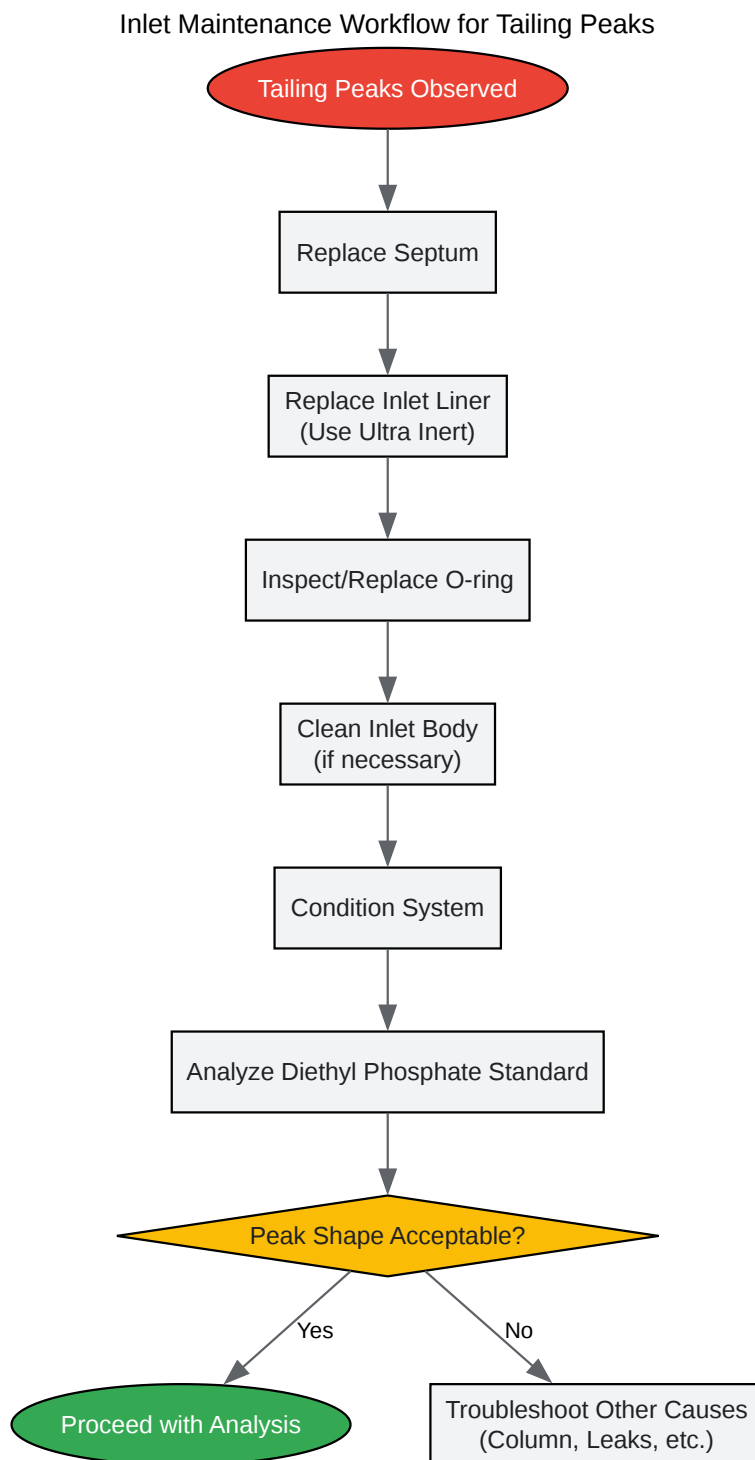 Inlet Maintenance Workflow for Tailing Peaks
Tailing Peaks Observed
Replace Septum
Replace Inlet Liner
(Use Ultra Inert)
Inspect/Replace O-ring
Clean Inlet Body
(if necessary)
Condition System
Analyze Diethyl Phosphate Standard
Peak Shape Acceptable?
Yes
No
Proceed with Analysis
Troubleshoot Other Causes
(Column, Leaks, etc.)